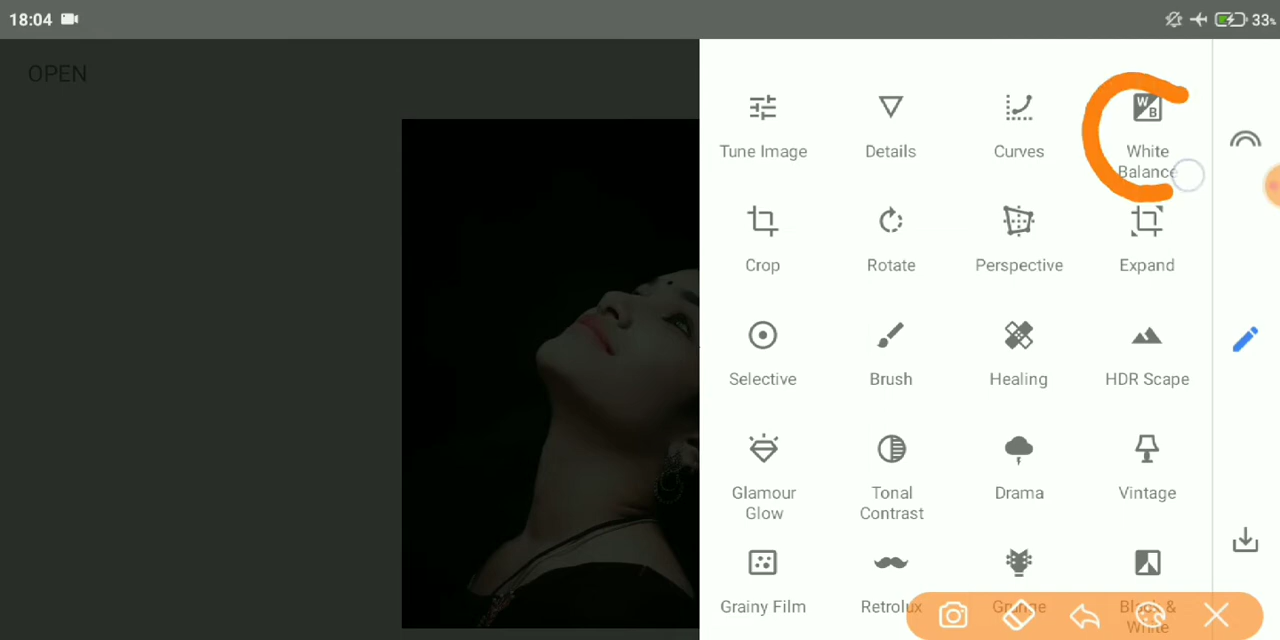 18:04
33%
OPEN
Tune Image
Details
Curves
White
Balance
Crop
Rotate
Perspective
Expand
Selective
Brush
Healing
HDR Scape
Glamour
Glow
Tonal
Contrast
Drama
Vintage
Grainy Film
Retrolux
Grunge
Black &
White